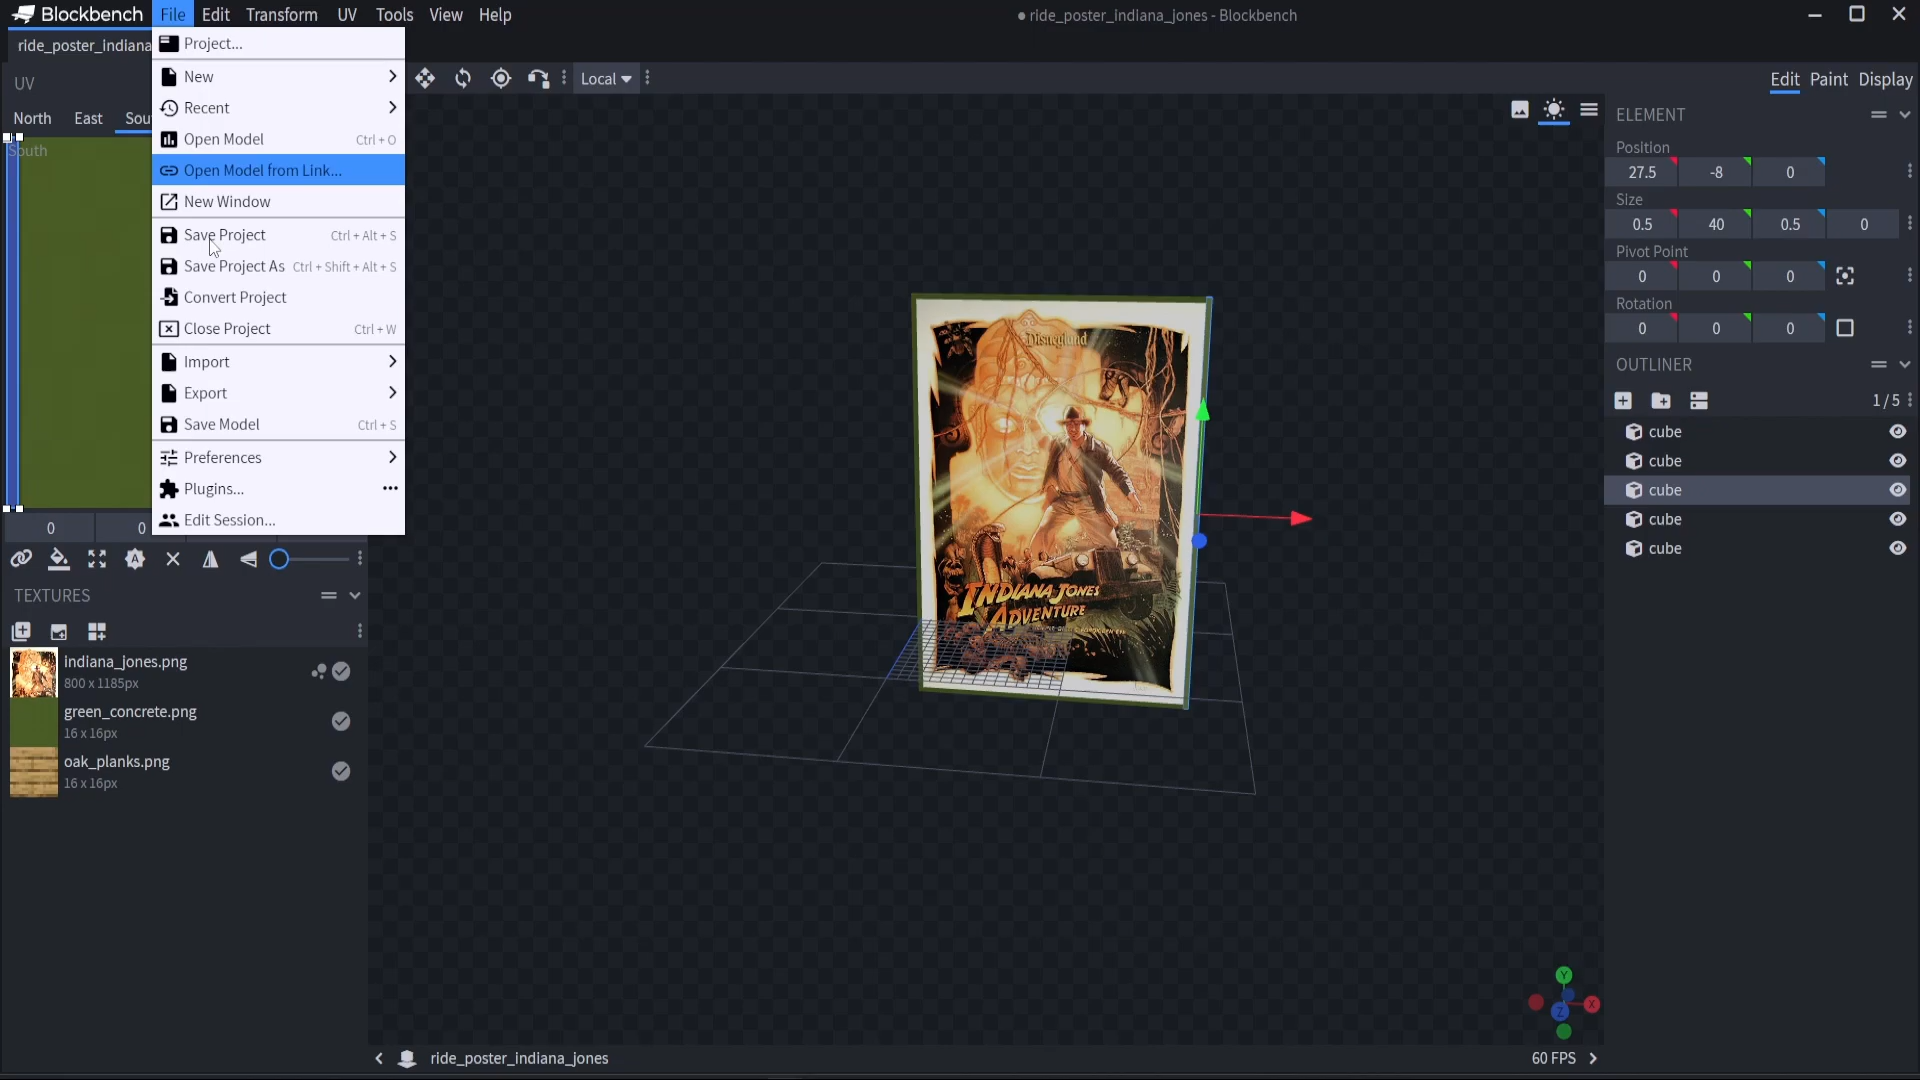 Blockbench File Edit Transform UV Tools View Help ● ride_poster_indiana_jones - Blockbench
ride_poster_indiana
Project...
New
Recent
Open Model Ctrl + O
Open Model from Link...
New Window
Save Project Ctrl + Alt + S
Save Project As Ctrl + Shift + Alt + S
Convert Project
Close Project Ctrl + W
Import
Export
Save Model Ctrl + S
Preferences
Plugins...
Edit Session...
UV
North East Sou
South
0 0
Local
Edit Paint Display
ELEMENT
Position
27.5 -8 0
Size
0.5 40 0.5 0
Pivot Point
0 0 0
Rotation
0 0 0
OUTLINER
1 / 5
cube
cube
cube
cube
cube
TEXTURES
indiana_jones.png
800 x 1185px
green_concrete.png
16 x 16px
oak_planks.png
16 x 16px
Disneyland
INDIANA JONES
ADVENTURE
Y
X
Z
ride_poster_indiana_jones 60 FPS